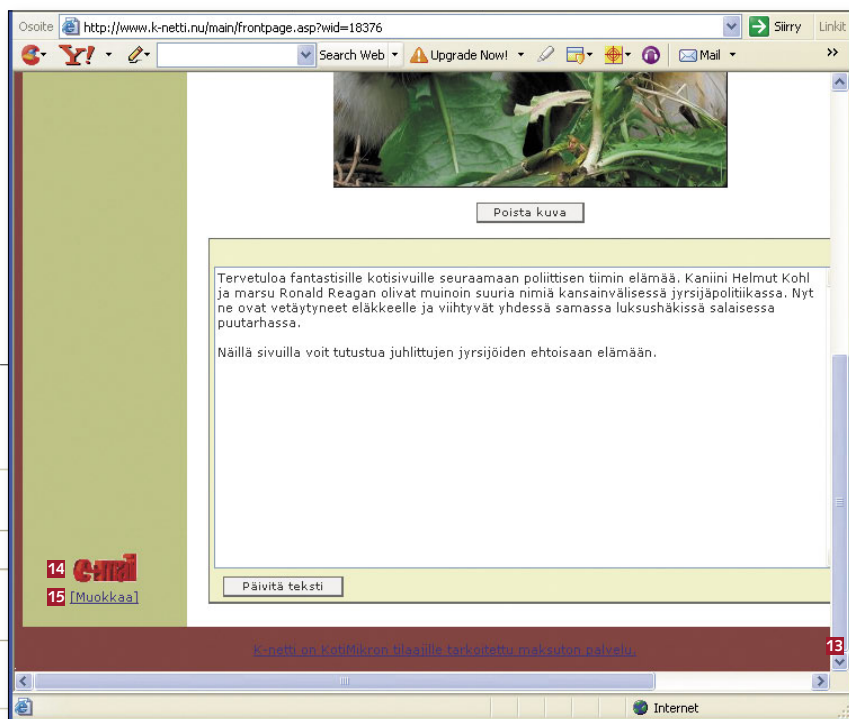 Osoite http://www.k-netti.nu/main/frontpage.asp?wid=18376 Siirry Linkit
Y! Search Web Upgrade Now! Mail »
Poista kuva
Tervetuloa fantastisille kotisivuille seuraamaan poliittisen tiimin elämää. Kaniini Helmut Kohl
ja marsu Ronald Reagan olivat muinoin suuria nimiä kansainvälisessä jyrsijäpolitiikassa. Nyt
ne ovat vetäytyneet eläkkeelle ja viihtyvät yhdessä samassa luksushäkissä salaisessa
puutarhassa.
Näillä sivuilla voit tutustua juhlittujen jyrsijöiden ehtoisaan elämään.
14 e-mail
15 [Muokkaa]
Päivitä teksti
K-netti on KotiMikron tilaajille tarkoitettu maksuton palvelu.
13
Internet